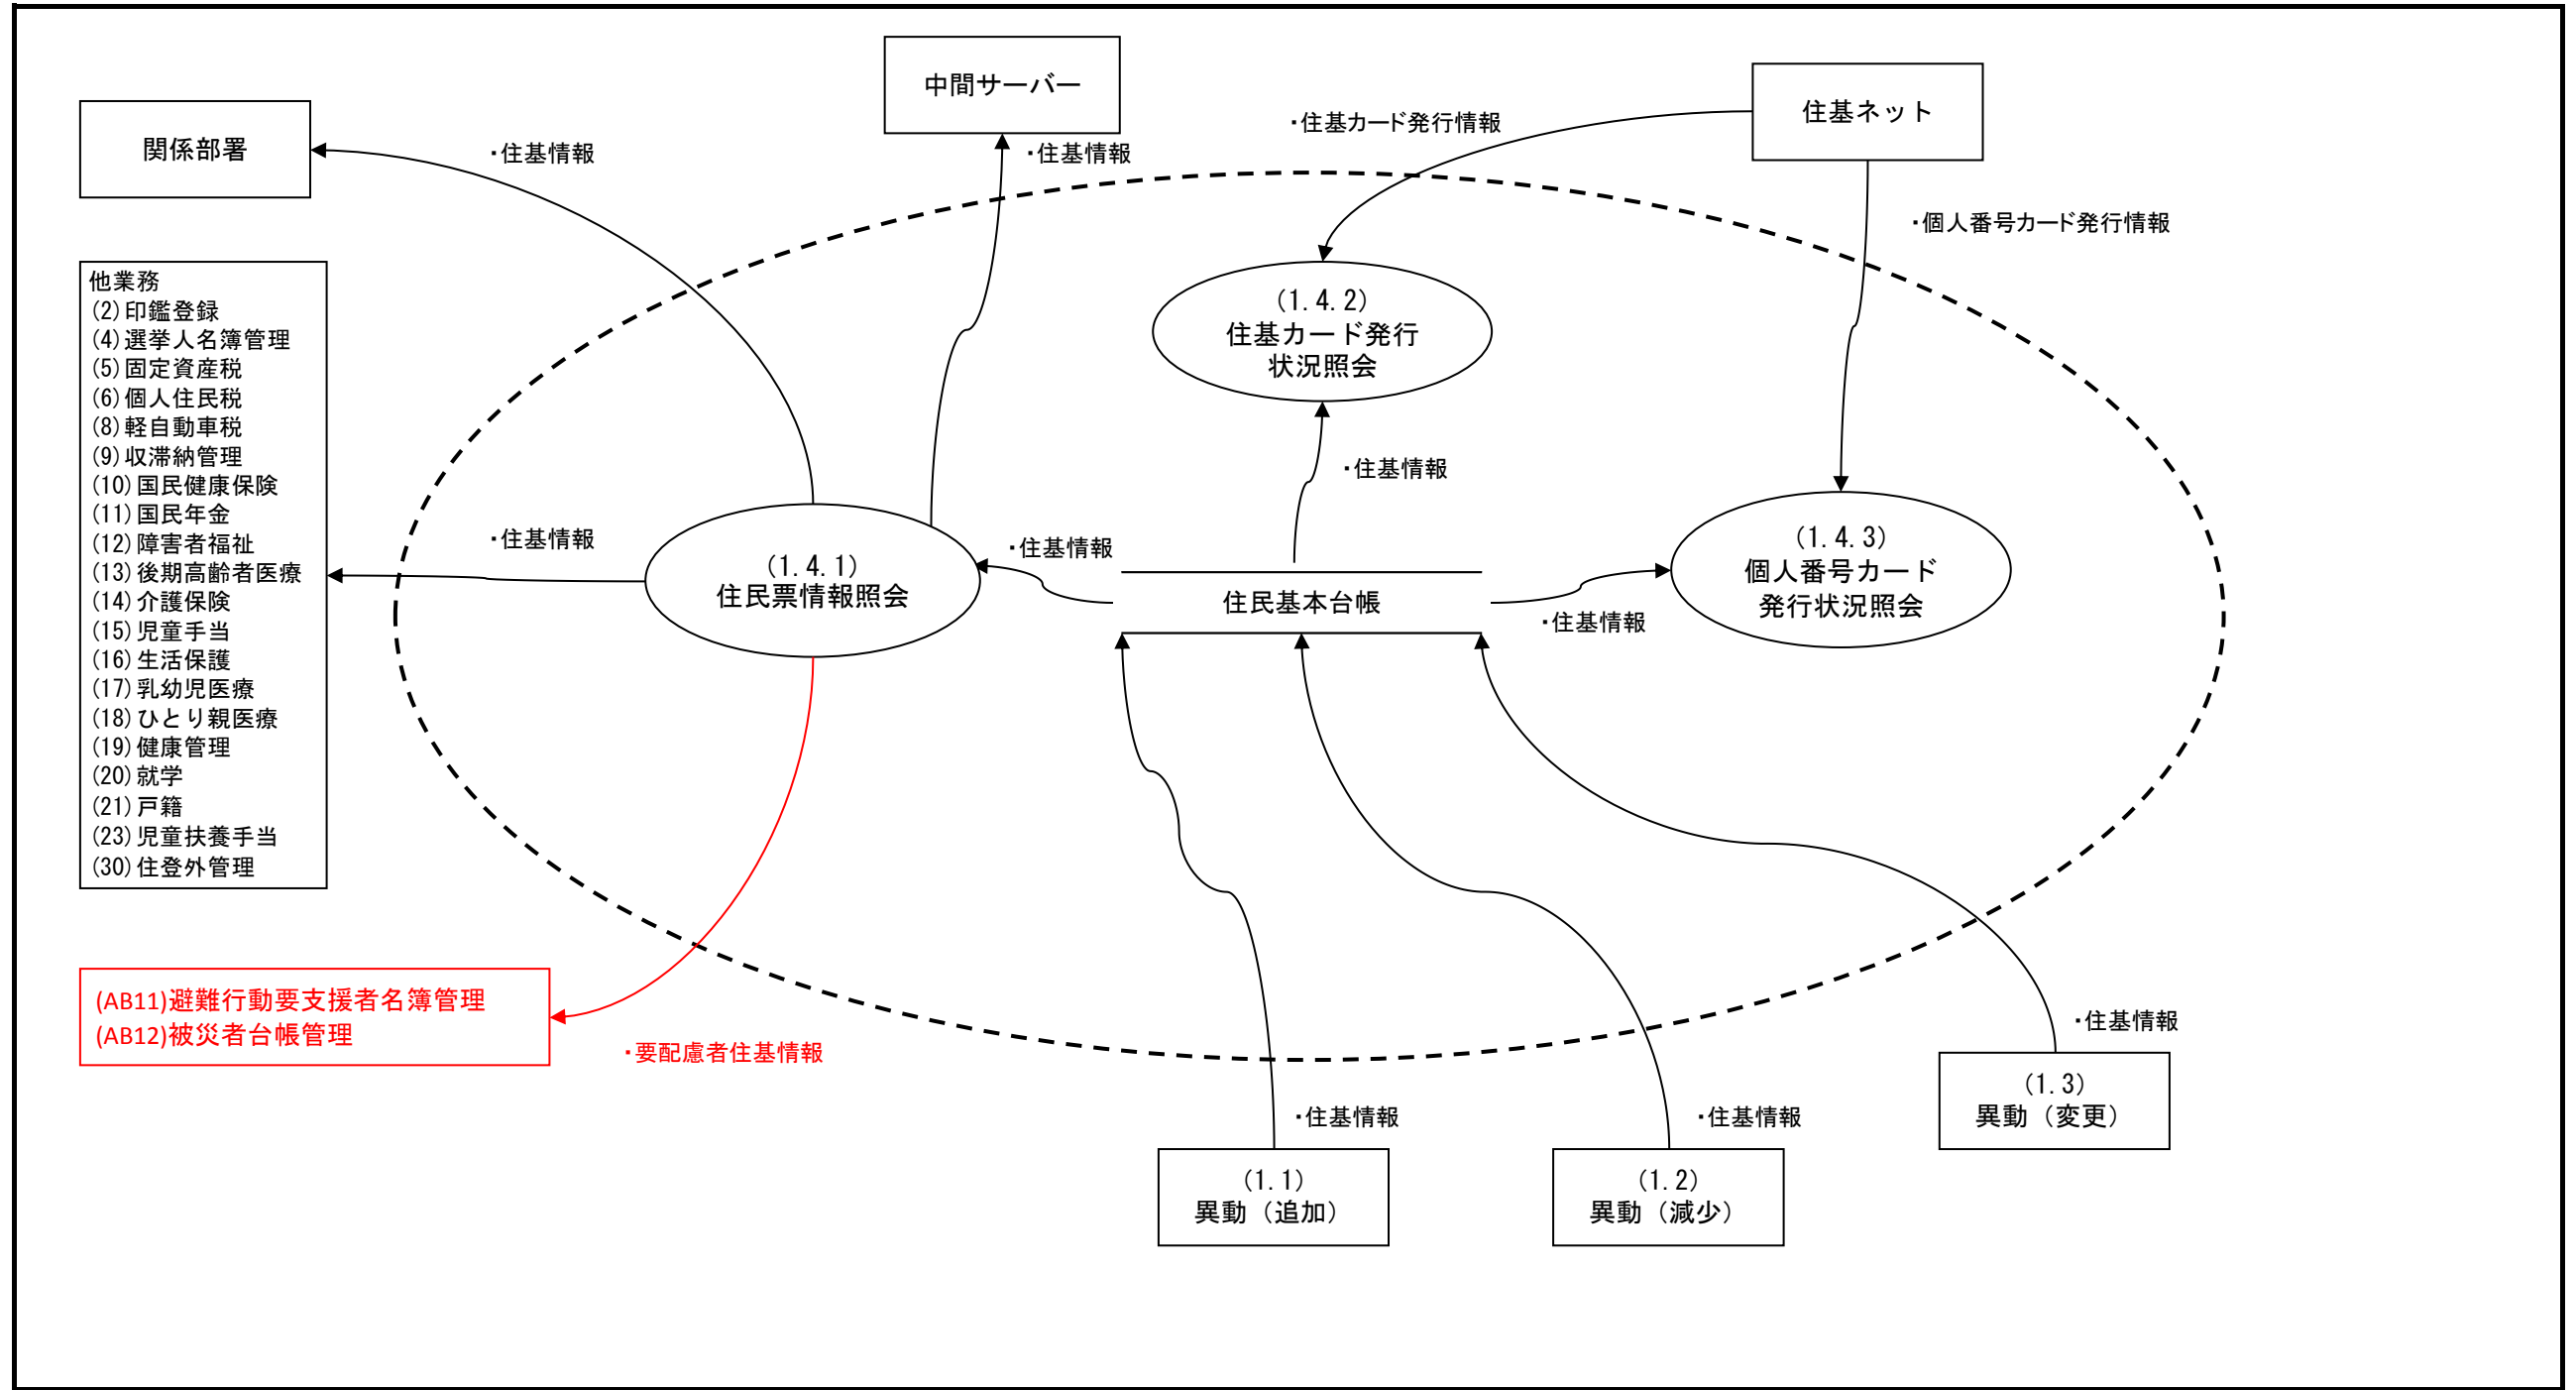 中間サーバー
住基ネット
関係部署
・住基情報
・住基情報
・住基カード発行情報
・個人番号カード発行情報
他業務
(2)印鑑登録
(4)選挙人名簿管理
(5)固定資産税
(6)個人住民税
(8)軽自動車税
(9)収滞納管理
(10)国民健康保険
(11)国民年金
(12)障害者福祉
(13)後期高齢者医療
(14)介護保険
(15)児童手当
(16)生活保護
(17)乳幼児医療
(18)ひとり親医療
(19)健康管理
(20)就学
(21)戸籍
(23)児童扶養手当
(30)住登外管理
(1.4.2)
住基カード発行
状況照会
・住基情報
・住基情報
(1.4.1)
住民票情報照会
・住基情報
住民基本台帳
・住基情報
(1.4.3)
個人番号カード
発行状況照会
(AB11)避難行動要支援者名簿管理
(AB12)被災者台帳管理
・要配慮者住基情報
・住基情報
(1.1)
異動（追加）
・住基情報
(1.2)
異動（減少）
・住基情報
(1.3)
異動（変更）